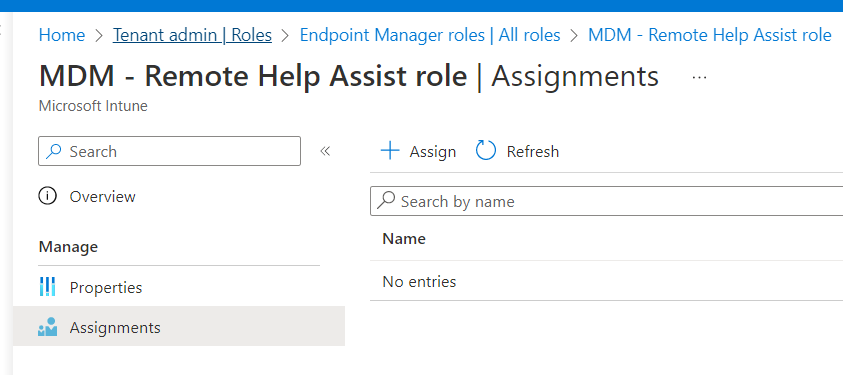 Home > Tenant admin | Roles > Endpoint Manager roles | All roles > MDM - Remote Help Assist role
MDM - Remote Help Assist role | Assignments ...
Microsoft Intune
Search «
+ Assign Refresh
Overview
Search by name
Manage
Name
Properties
No entries
Assignments